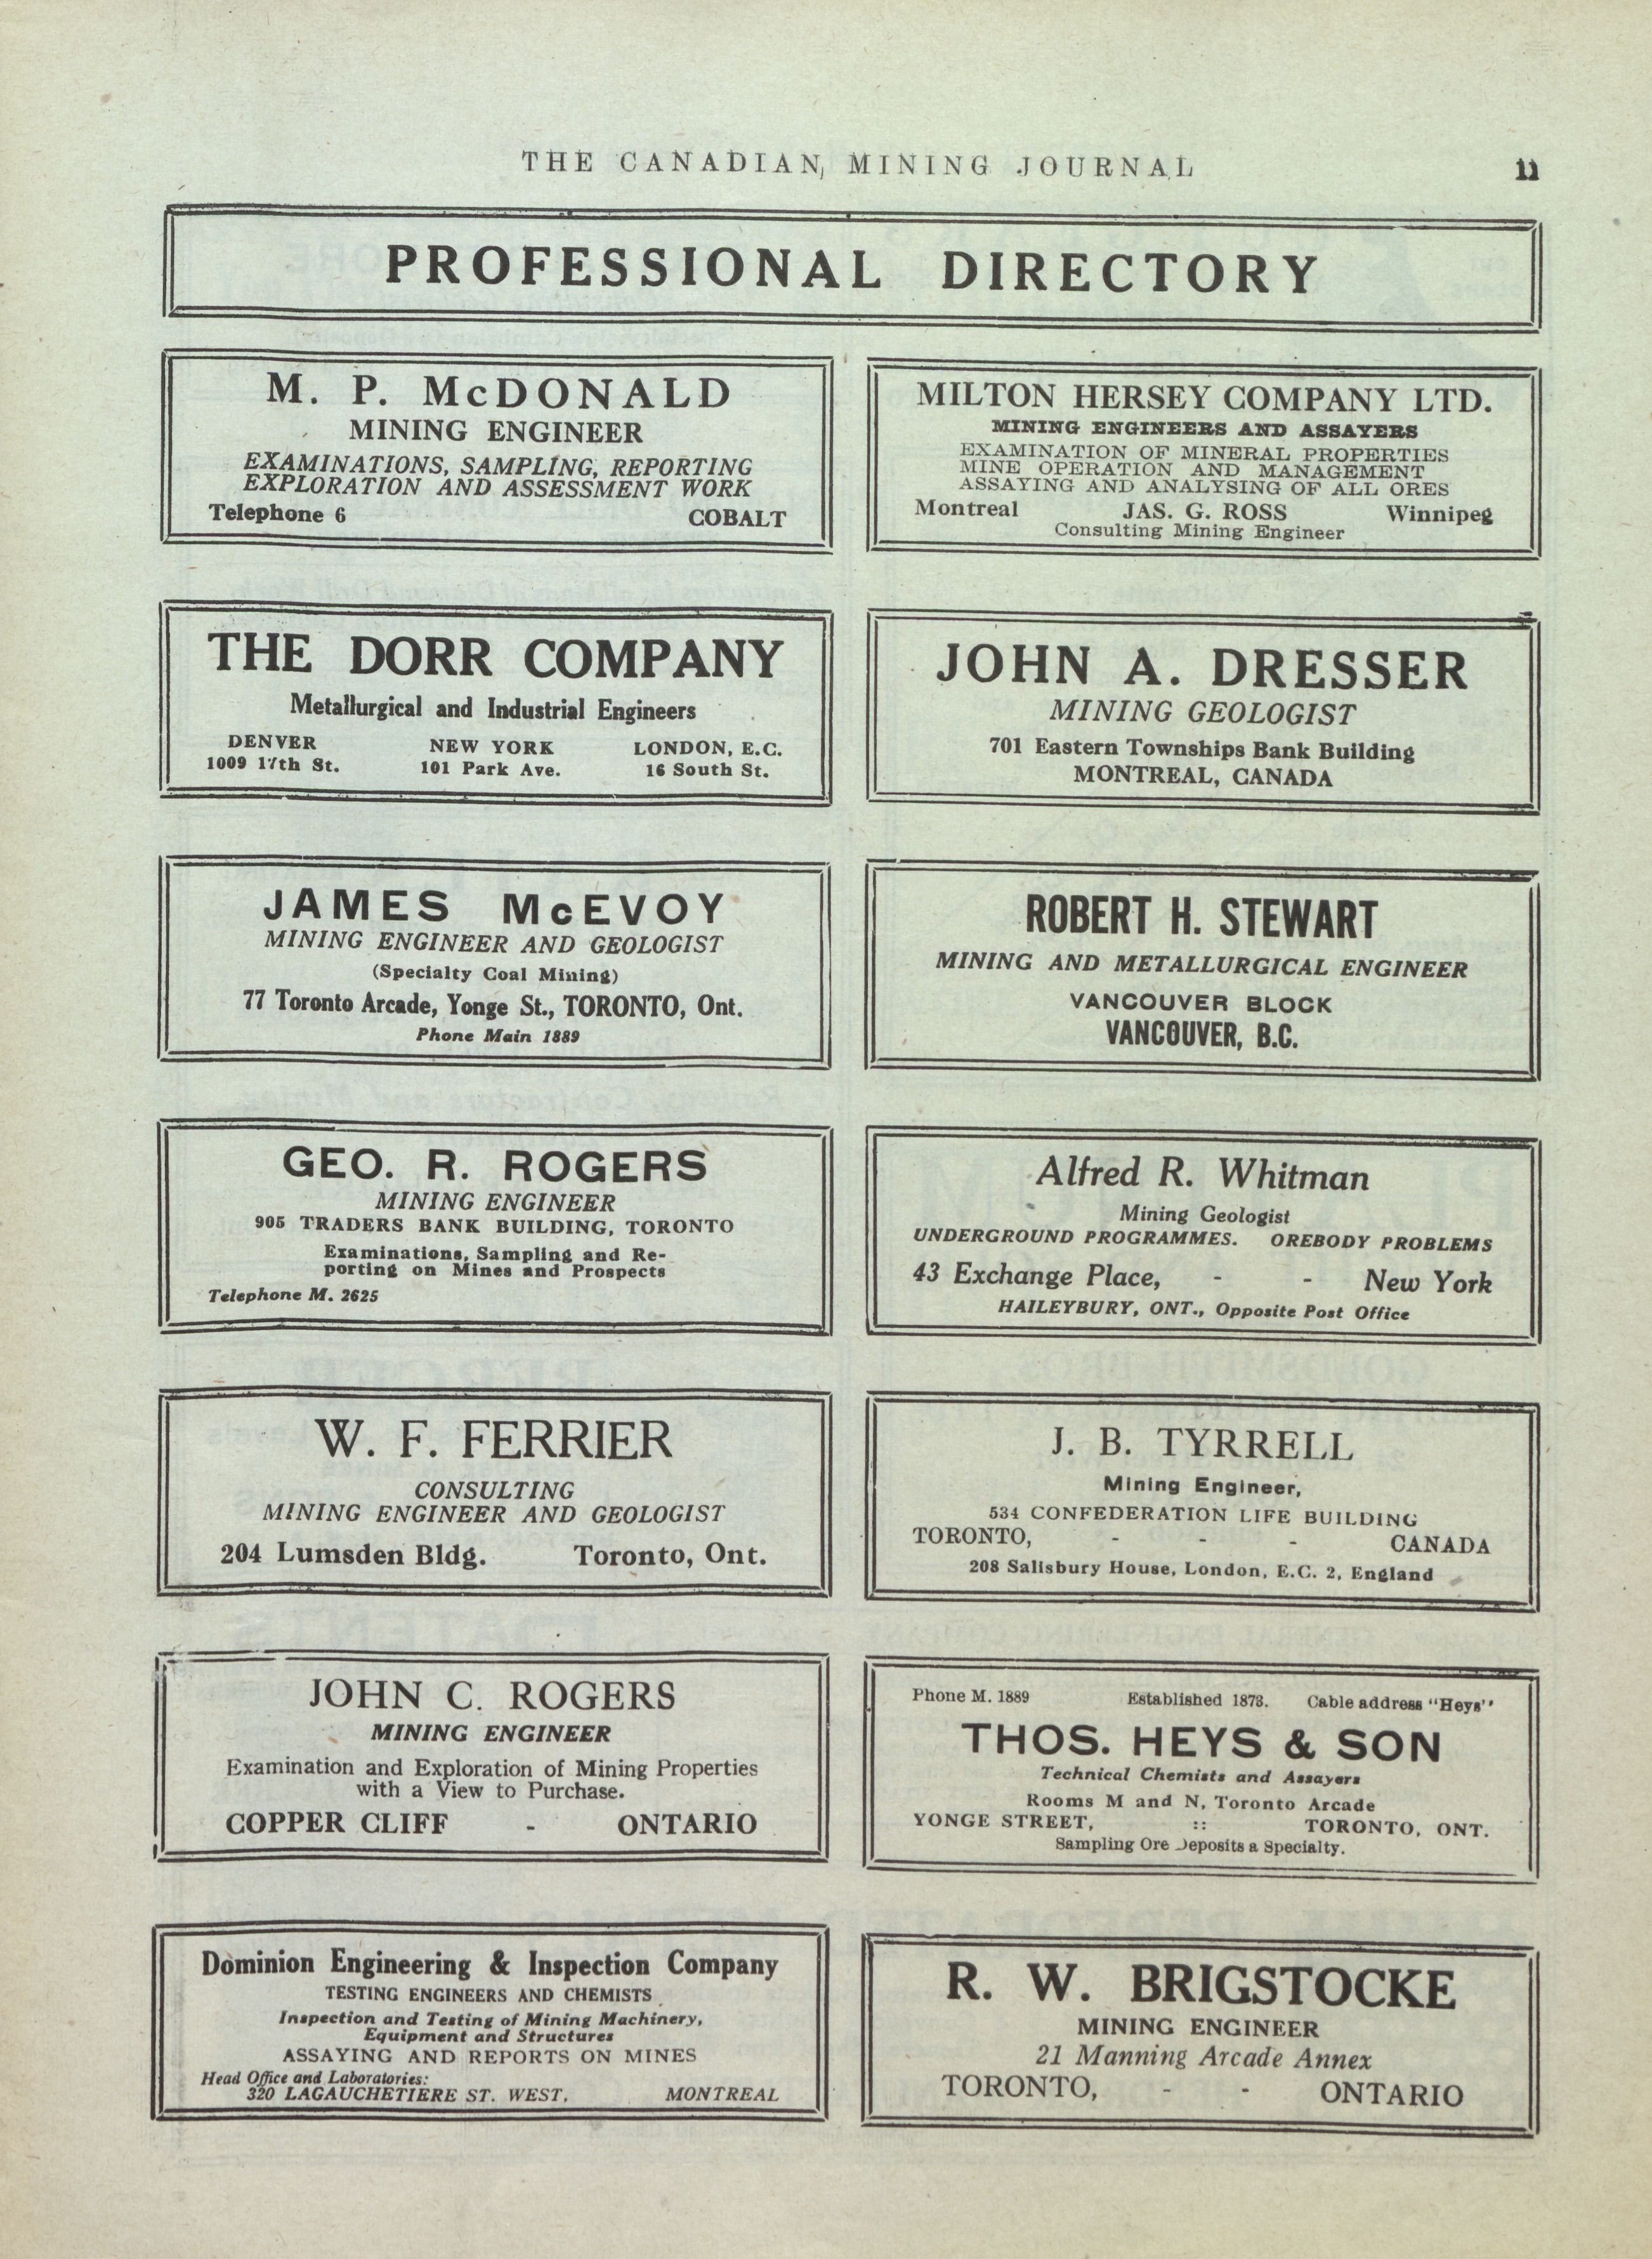 THE CANADIAN MINING JOURNAL 11
PROFESSIONAL DIRECTORY
M. P. McDONALD
MINING ENGINEER
EXAMINATIONS, SAMPLING, REPORTING
EXPLORATION AND ASSESSMENT WORK
Telephone 6 COBALT
MILTON HERSEY COMPANY LTD.
MINING ENGINEERS AND ASSAYERS
EXAMINATION OF MINERAL PROPERTIES
MINE OPERATION AND MANAGEMENT
ASSAYING AND ANALYSING OF ALL ORES
Montreal JAS. G. ROSS Winnipeg
Consulting Mining Engineer
THE DORR COMPANY
Metallurgical and Industrial Engineers
DENVER NEW YORK LONDON, E.C.
1009 17th St. 101 Park Ave. 16 South St.
JOHN A. DRESSER
MINING GEOLOGIST
701 Eastern Townships Bank Building
MONTREAL, CANADA
JAMES McEVOY
MINING ENGINEER AND GEOLOGIST
(Specialty Coal Mining)
77 Toronto Arcade, Yonge St., TORONTO, Ont.
Phone Main 1889
ROBERT H. STEWART
MINING AND METALLURGICAL ENGINEER
VANCOUVER BLOCK
VANCOUVER, B.C.
GEO. R. ROGERS
MINING ENGINEER
905 TRADERS BANK BUILDING, TORONTO
Examinations, Sampling and Re-
porting on Mines and Prospects
Telephone M. 2625
Alfred R. Whitman
Mining Geologist
UNDERGROUND PROGRAMMES. OREBODY PROBLEMS
43 Exchange Place, - - New York
HAILEYBURY, ONT., Opposite Post Office
W. F. FERRIER
CONSULTING
MINING ENGINEER AND GEOLOGIST
204 Lumsden Bldg. Toronto, Ont.
J. B. TYRRELL
Mining Engineer,
534 CONFEDERATION LIFE BUILDING
TORONTO, - - - CANADA
208 Salisbury House, London, E.C. 2, England
JOHN C. ROGERS
MINING ENGINEER
Examination and Exploration of Mining Properties
with a View to Purchase.
COPPER CLIFF - ONTARIO
Phone M. 1889 Established 1873. Cable address "Heys"
THOS. HEYS & SON
Technical Chemists and Assayers
Rooms M and N, Toronto Arcade
YONGE STREET, :: TORONTO, ONT.
Sampling Ore Deposits a Specialty.
Dominion Engineering & Inspection Company
TESTING ENGINEERS AND CHEMISTS
Inspection and Testing of Mining Machinery,
Equipment and Structures
ASSAYING AND REPORTS ON MINES
Head Office and Laboratories:
320 LAGAUCHETIERE ST. WEST, MONTREAL
R. W. BRIGSTOCKE
MINING ENGINEER
21 Manning Arcade Annex
TORONTO, - - ONTARIO